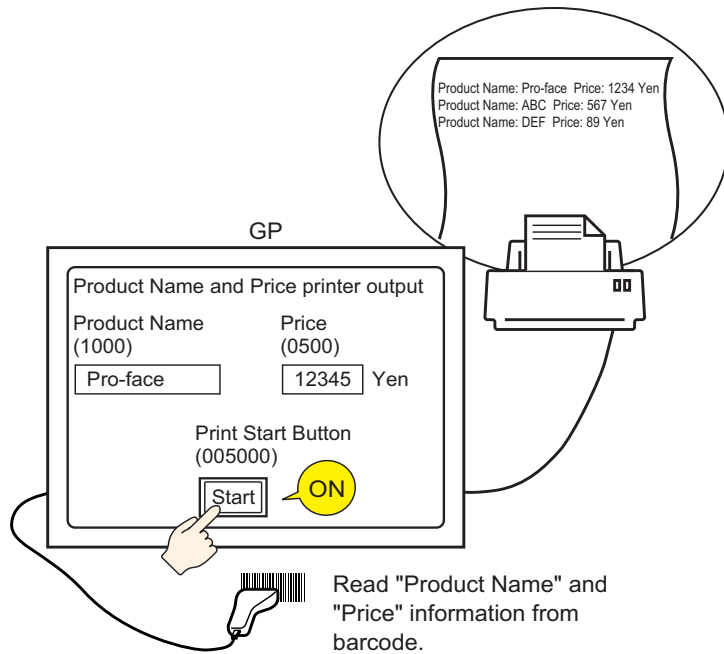 Product Name: Pro-face  Price: 1234 Yen
Product Name: ABC  Price: 567 Yen
Product Name: DEF  Price: 89 Yen
GP
Product Name and Price printer output
Product Name
(1000)
Price
(0500)
Pro-face
12345 Yen
Print Start Button
(005000)
Start
ON
Read "Product Name" and
"Price" information from
barcode.